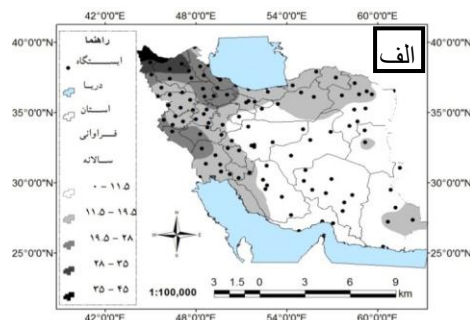 42°0'0"E 48°0'0"E 54°0'0"E 60°0'0"E
الف
راهنما
ایستگاه
دریا
استان
فراوانی
سالانه
۰ – ۱۱.۵
۱۱.۵ – ۱۹.۵
۱۹.۵ – ۲۸
۲۸ – ۳۵
۳۵ – ۴۵
40°0'0"N
35°0'0"N
30°0'0"N
25°0'0"N
40°0'0"N
35°0'0"N
30°0'0"N
25°0'0"N
1:100,000
3 1.5 0 3 6 9
km
42°0'0"E 48°0'0"E 54°0'0"E 60°0'0"E